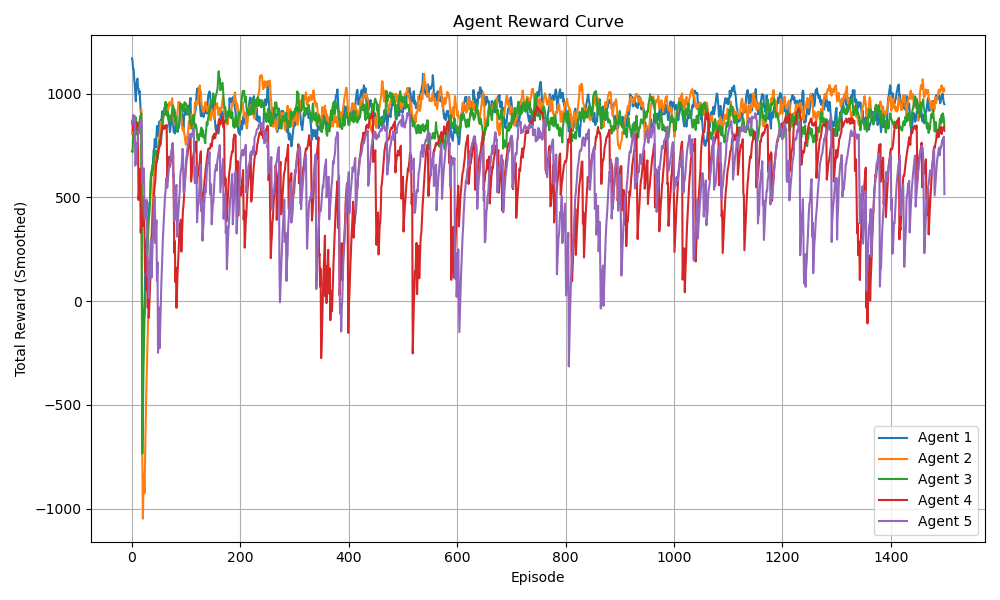 Agent Reward Curve
Total Reward (Smoothed)
1000
500
0
−500
−1000
0 200 400 600 800 1000 1200 1400
Episode
Agent 1
Agent 2
Agent 3
Agent 4
Agent 5